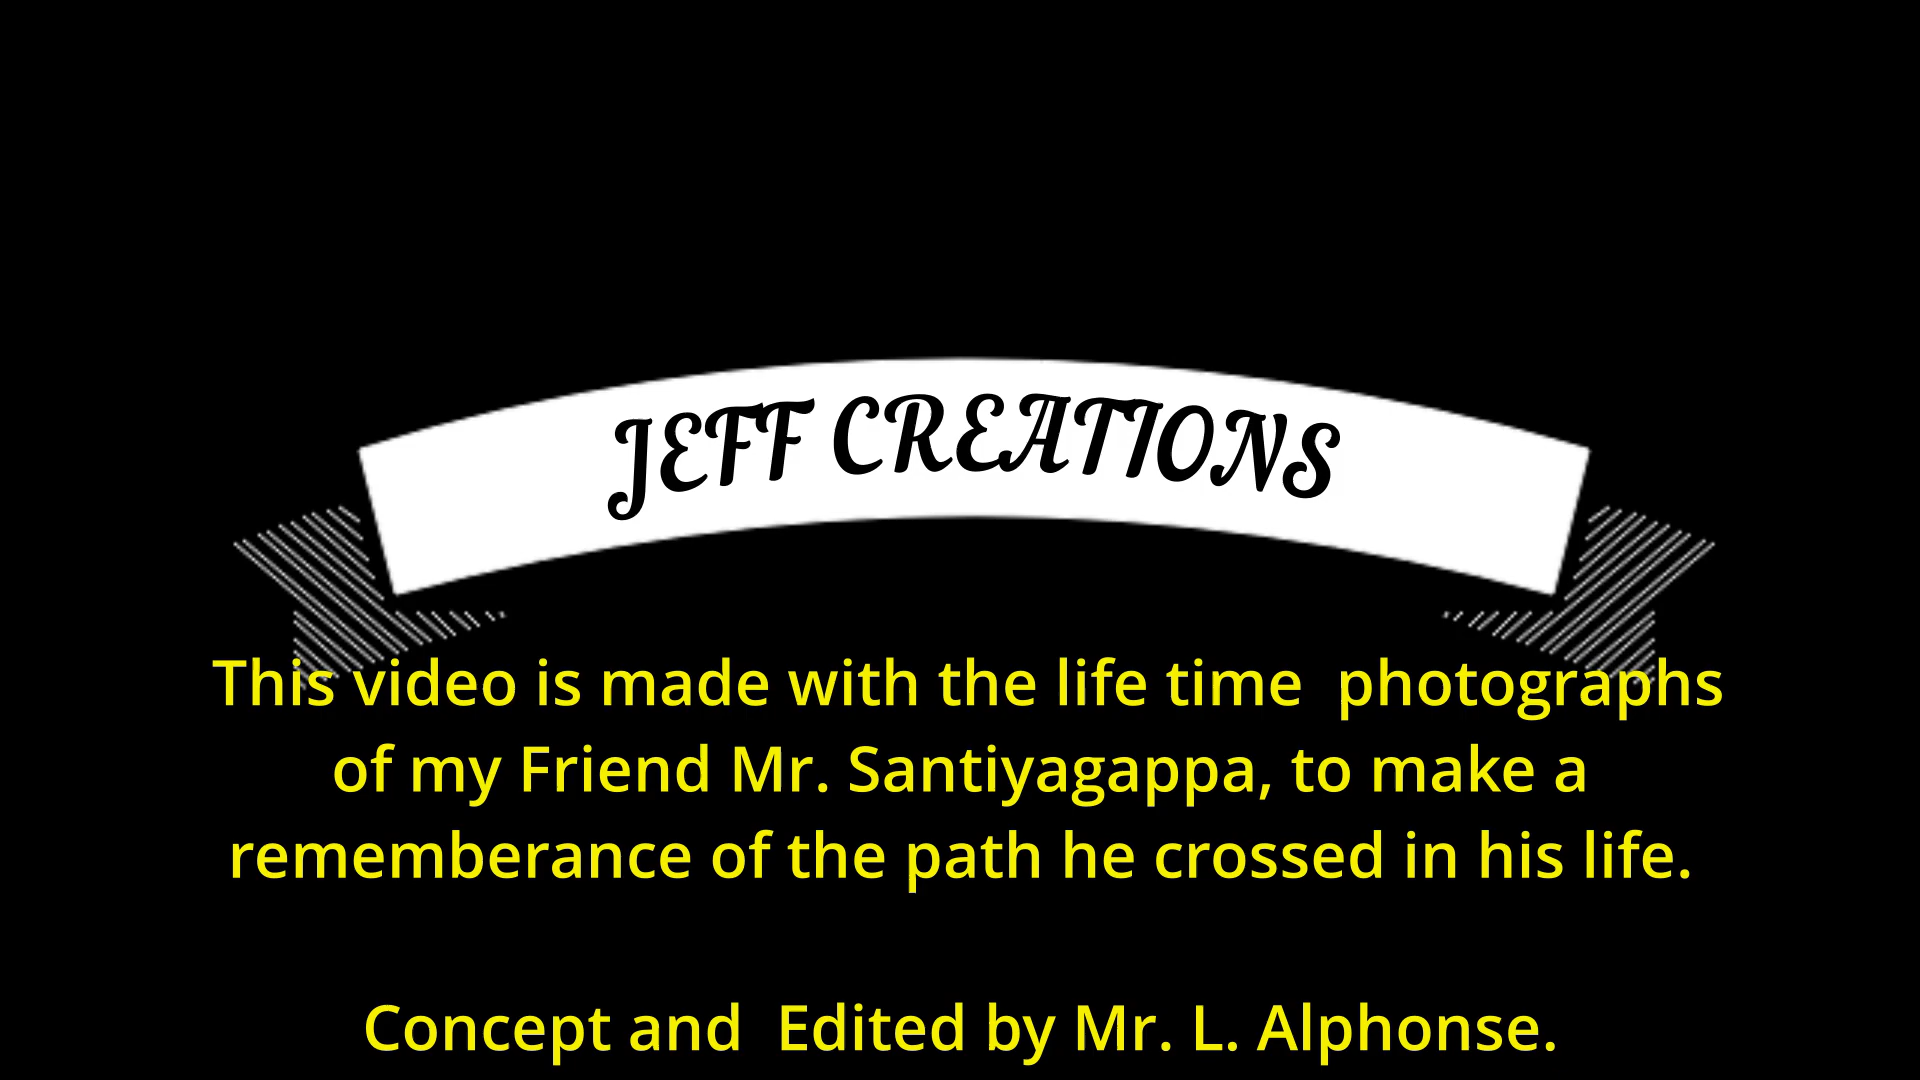 JEFF CREATIONS
This video is made with the life time  photographs
of my Friend Mr. Santiyagappa, to make a
rememberance of the path he crossed in his life.
Concept and  Edited by Mr. L. Alphonse.